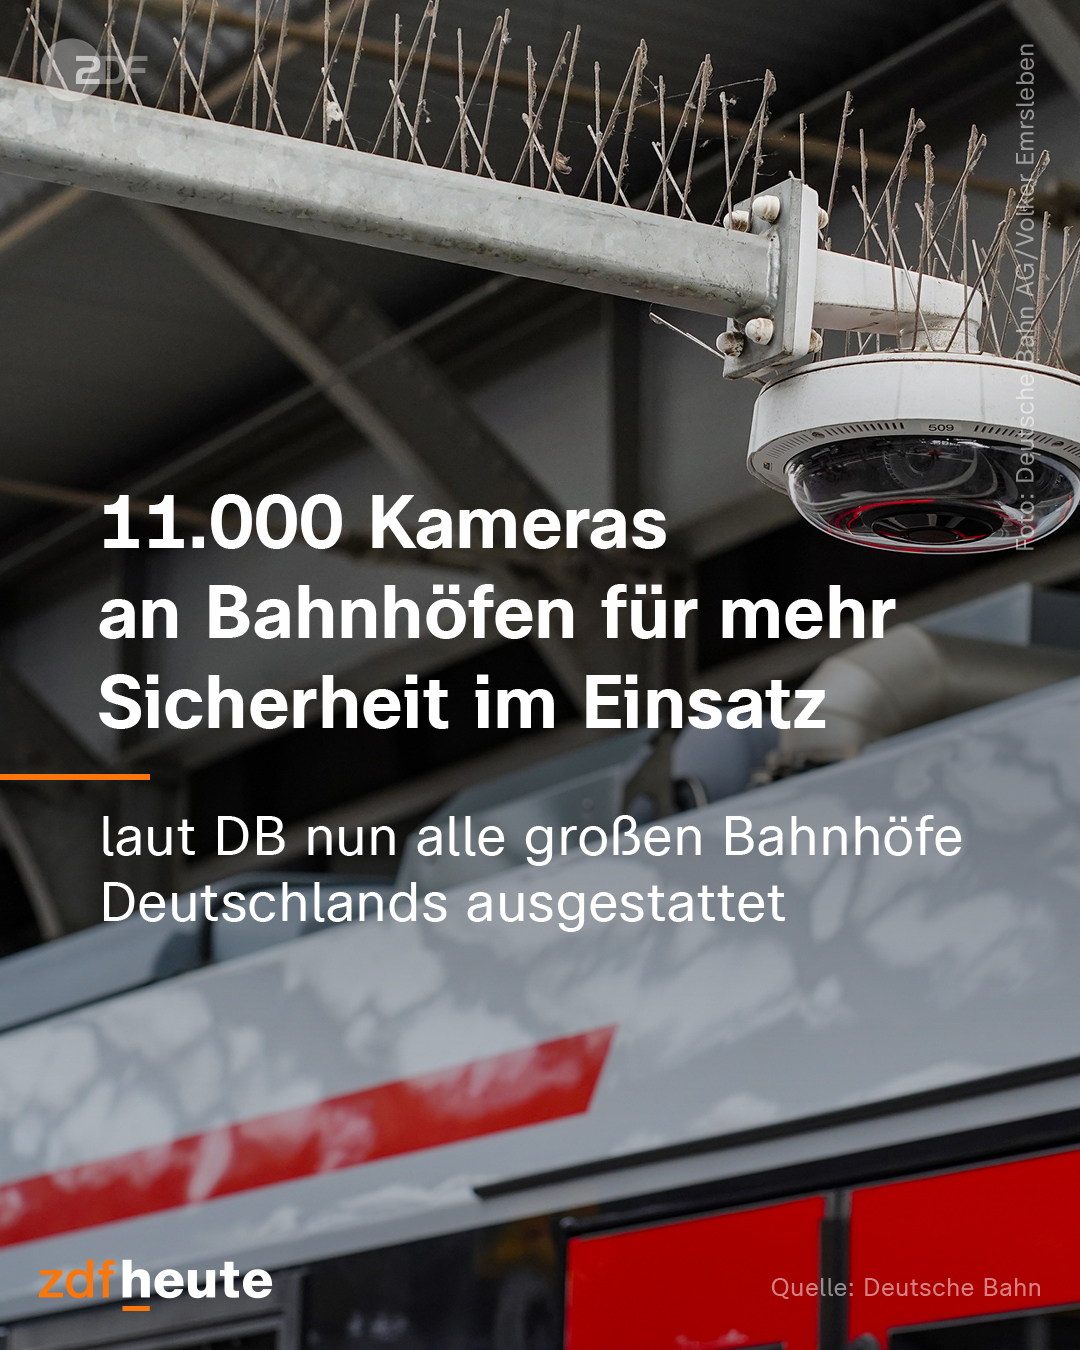 ZDF
Foto: Deutsche Bahn AG/Volker Emrsleben
509
11.000 Kameras
an Bahnhöfen für mehr
Sicherheit im Einsatz
laut DB nun alle großen Bahnhöfe
Deutschlands ausgestattet
zdfheute
Quelle: Deutsche Bahn